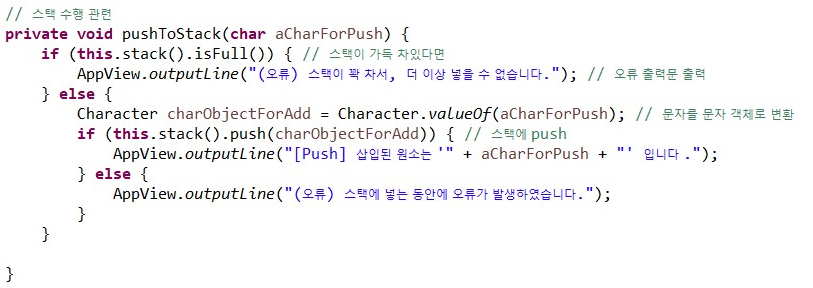 // 스택 수행 관련
private void pushToStack(char aCharForPush) {
    if (this.stack().isFull()) { // 스택이 가득 차있다면
        AppView.outputLine("(오류) 스택이 꽉 차서, 더 이상 넣을 수 없습니다."); // 오류 출력문 출력
    } else {
        Character charObjectForAdd = Character.valueOf(aCharForPush); // 문자를 문자 객체로 변환
        if (this.stack().push(charObjectForAdd)) { // 스택에 push
            AppView.outputLine("[Push] 삽입된 원소는 '" + aCharForPush + "' 입니다 .");
        } else {
            AppView.outputLine("(오류) 스택에 넣는 동안에 오류가 발생하였습니다.");
        }
    }
}